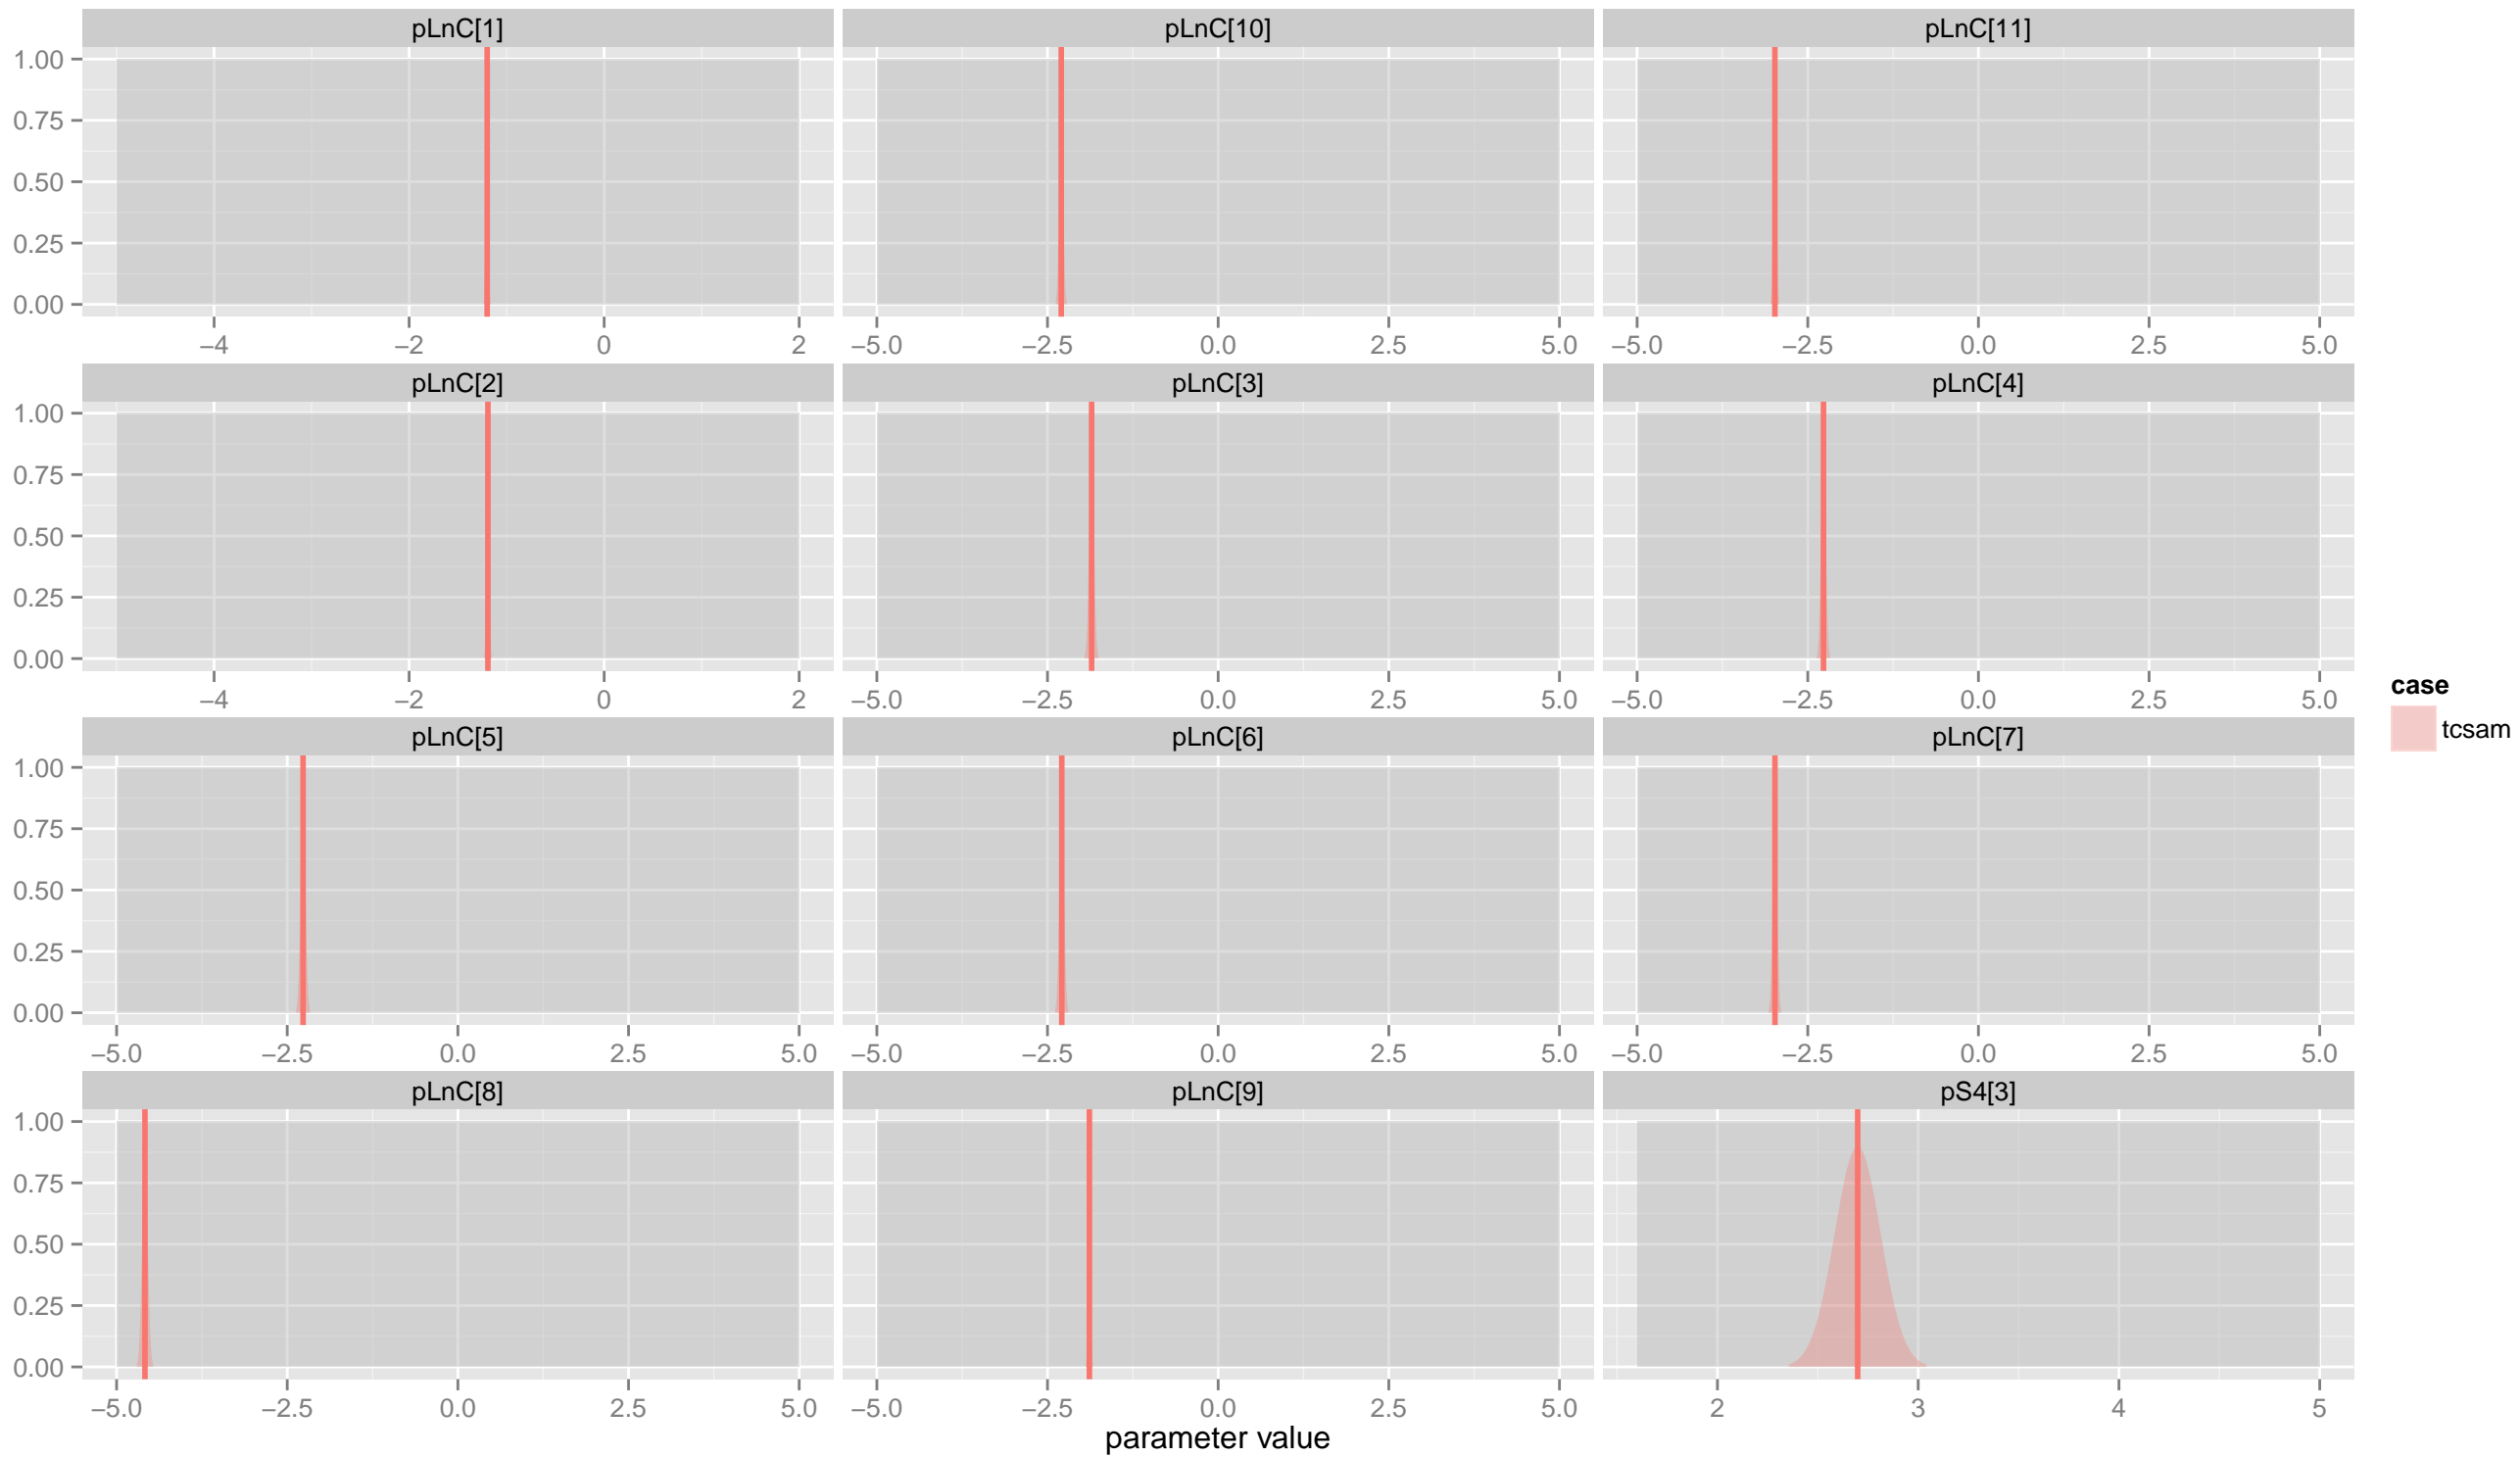 pLnC[1] pLnC[10] pLnC[11]
1.00
0.75
0.50
0.25
0.00
−4 −2 0 2 −5.0 −2.5 0.0 2.5 5.0 −5.0 −2.5 0.0 2.5 5.0
pLnC[2] pLnC[3] pLnC[4]
1.00
0.75
0.50
0.25
0.00
−4 −2 0 2 −5.0 −2.5 0.0 2.5 5.0 −5.0 −2.5 0.0 2.5 5.0
case
tcsam
pLnC[5] pLnC[6] pLnC[7]
1.00
0.75
0.50
0.25
0.00
−5.0 −2.5 0.0 2.5 5.0 −5.0 −2.5 0.0 2.5 5.0 −5.0 −2.5 0.0 2.5 5.0
pLnC[8] pLnC[9] pS4[3]
1.00
0.75
0.50
0.25
0.00
−5.0 −2.5 0.0 2.5 5.0 −5.0 −2.5 0.0 2.5 5.0 2 3 4 5
parameter value